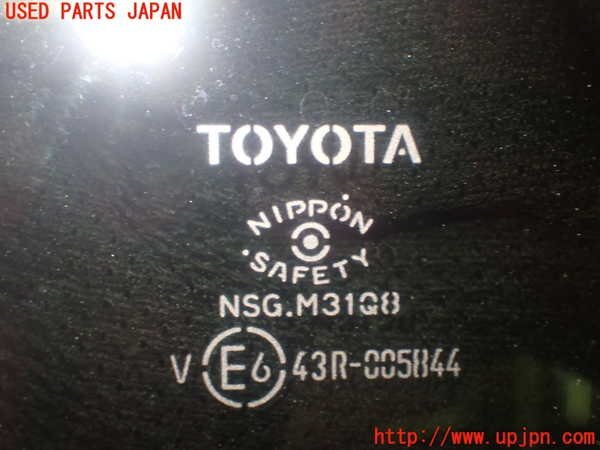 USED PARTS JAPAN
TOYOTA
NIPPON
.SAFETY.
NSG.M31Q8
V E6 43R-005844
http://www.upjpn.com/